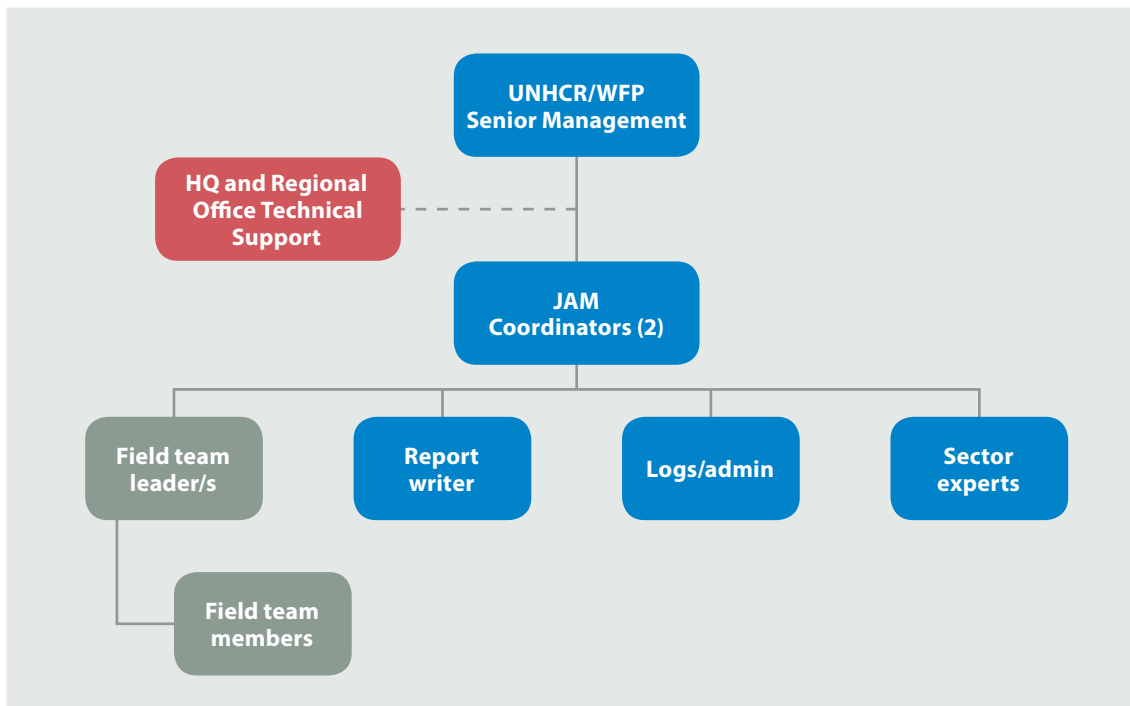 UNHCR/WFP
Senior Management
HQ and Regional
Office Technical
Support
JAM
Coordinators (2)
Field team
leader/s
Report
writer
Logs/admin
Sector
experts
Field team
members